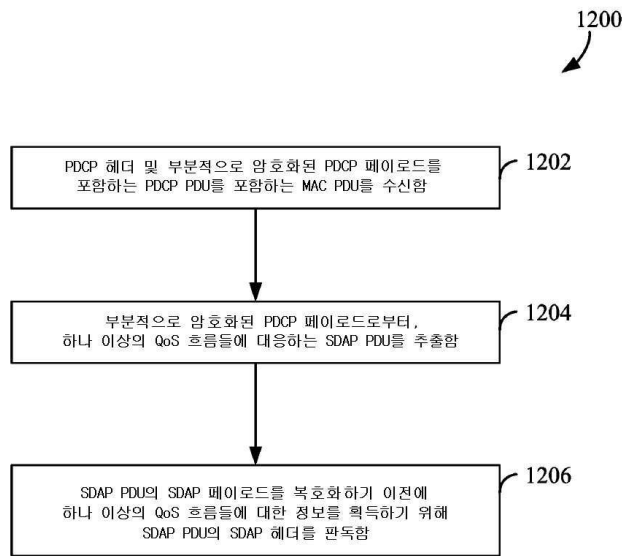 1200
PDCP 헤더 및 부분적으로 암호화된 PDCP 페이로드를
포함하는 PDCP PDU를 포함하는 MAC PDU를 수신함
1202
부분적으로 암호화된 PDCP 페이로드로부터,
하나 이상의 QoS 흐름들에 대응하는 SDAP PDU를 추출함
1204
SDAP PDU의 SDAP 페이로드를 복호화하기 이전에
하나 이상의 QoS 흐름들에 대한 정보를 획득하기 위해
SDAP PDU의 SDAP 헤더를 판독함
1206